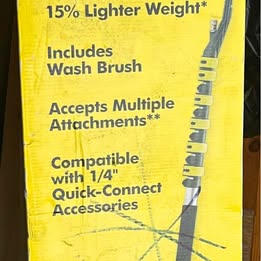 15% Lighter Weight*
Includes
Wash Brush
Accepts Multiple
Attachments**
Compatible
with 1/4"
Quick-Connect
Accessories